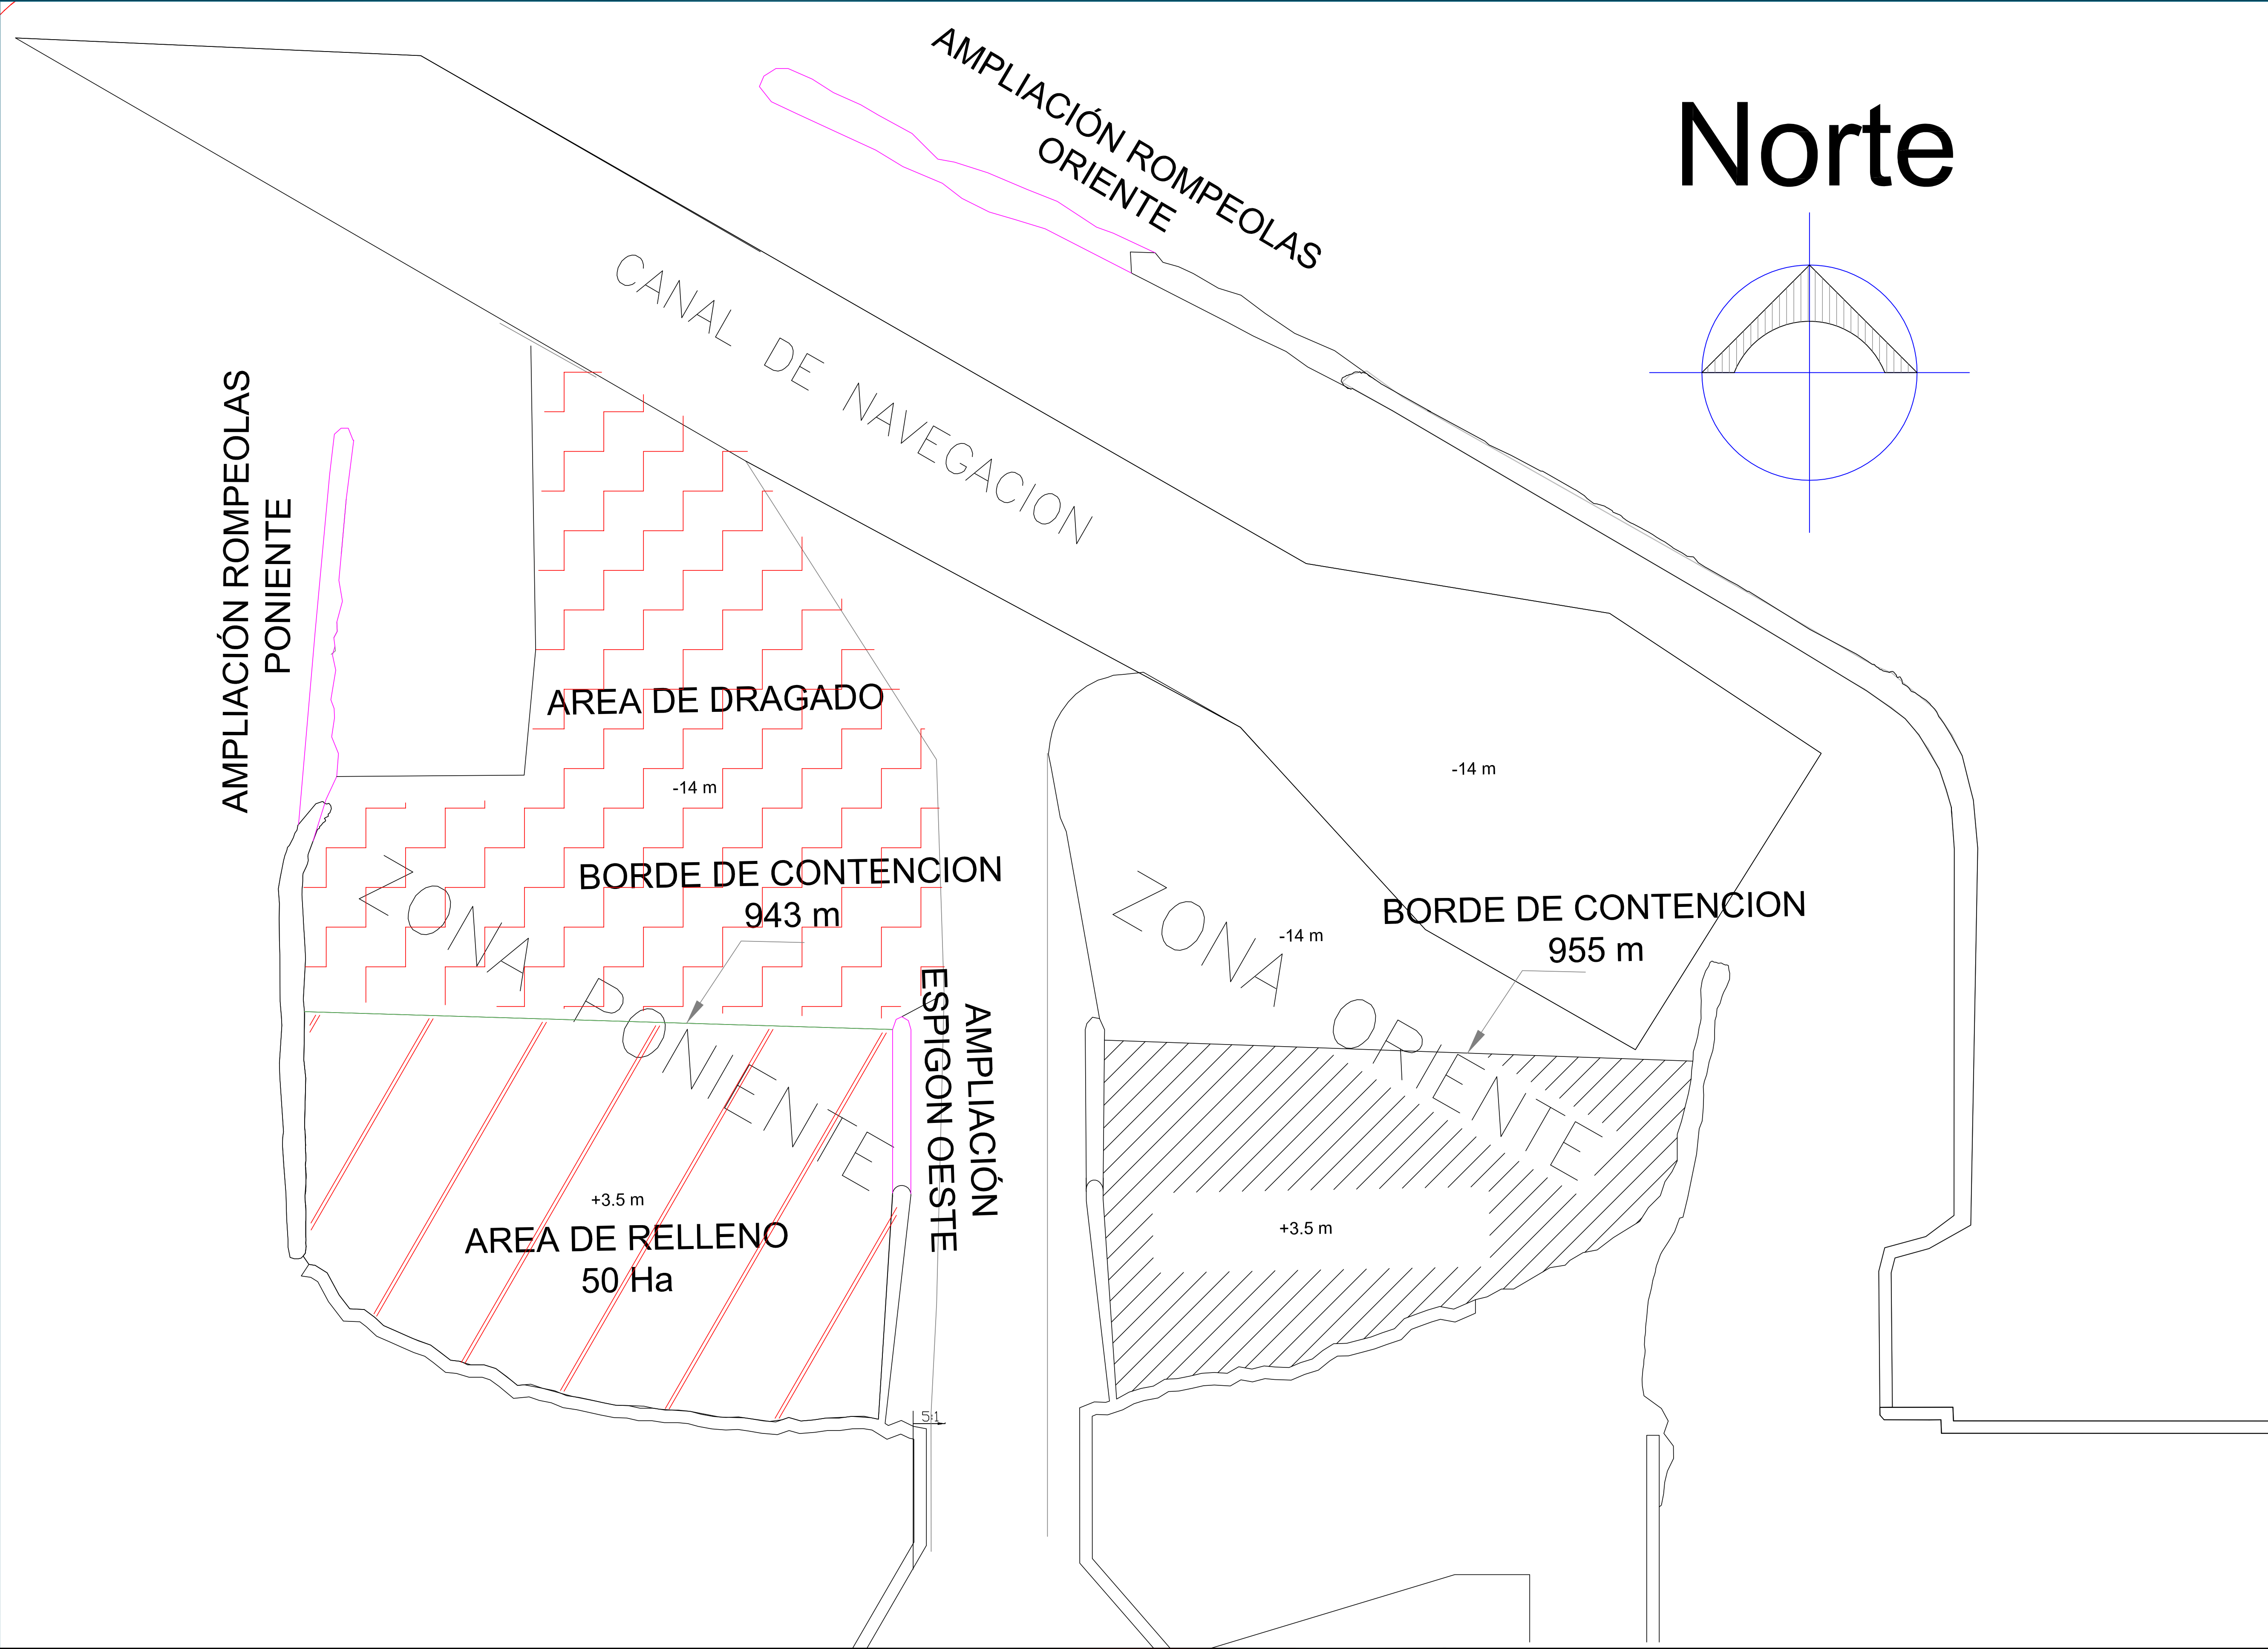 AMPLIACIÓN ROMPEOLAS
ORIENTE
Norte
CANAL DE NAVEGACION
AMPLIACIÓN ROMPEOLAS
PONIENTE
AREA DE DRAGADO
-14 m
-14 m
BORDE DE CONTENCION
943 m
BORDE DE CONTENCION
955 m
-14 m
ZONA PONIENTE
ZONA ORIENTE
AMPLIACIÓN
ESPIGON OESTE
+3.5 m
AREA DE RELLENO
50 Ha
+3.5 m
5:1